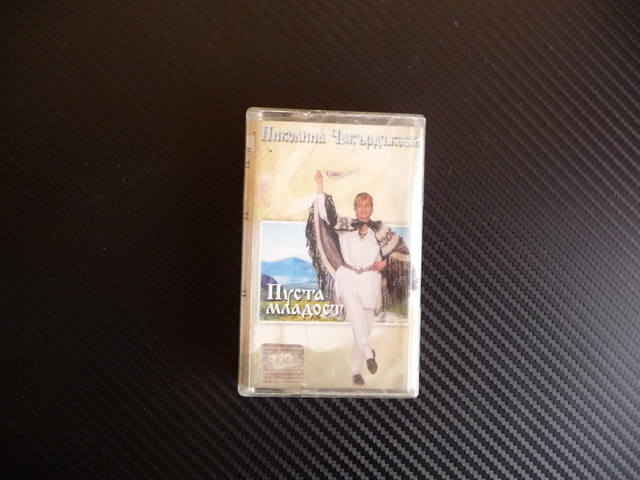 Николина Чакърдъкова
Пуста
младост